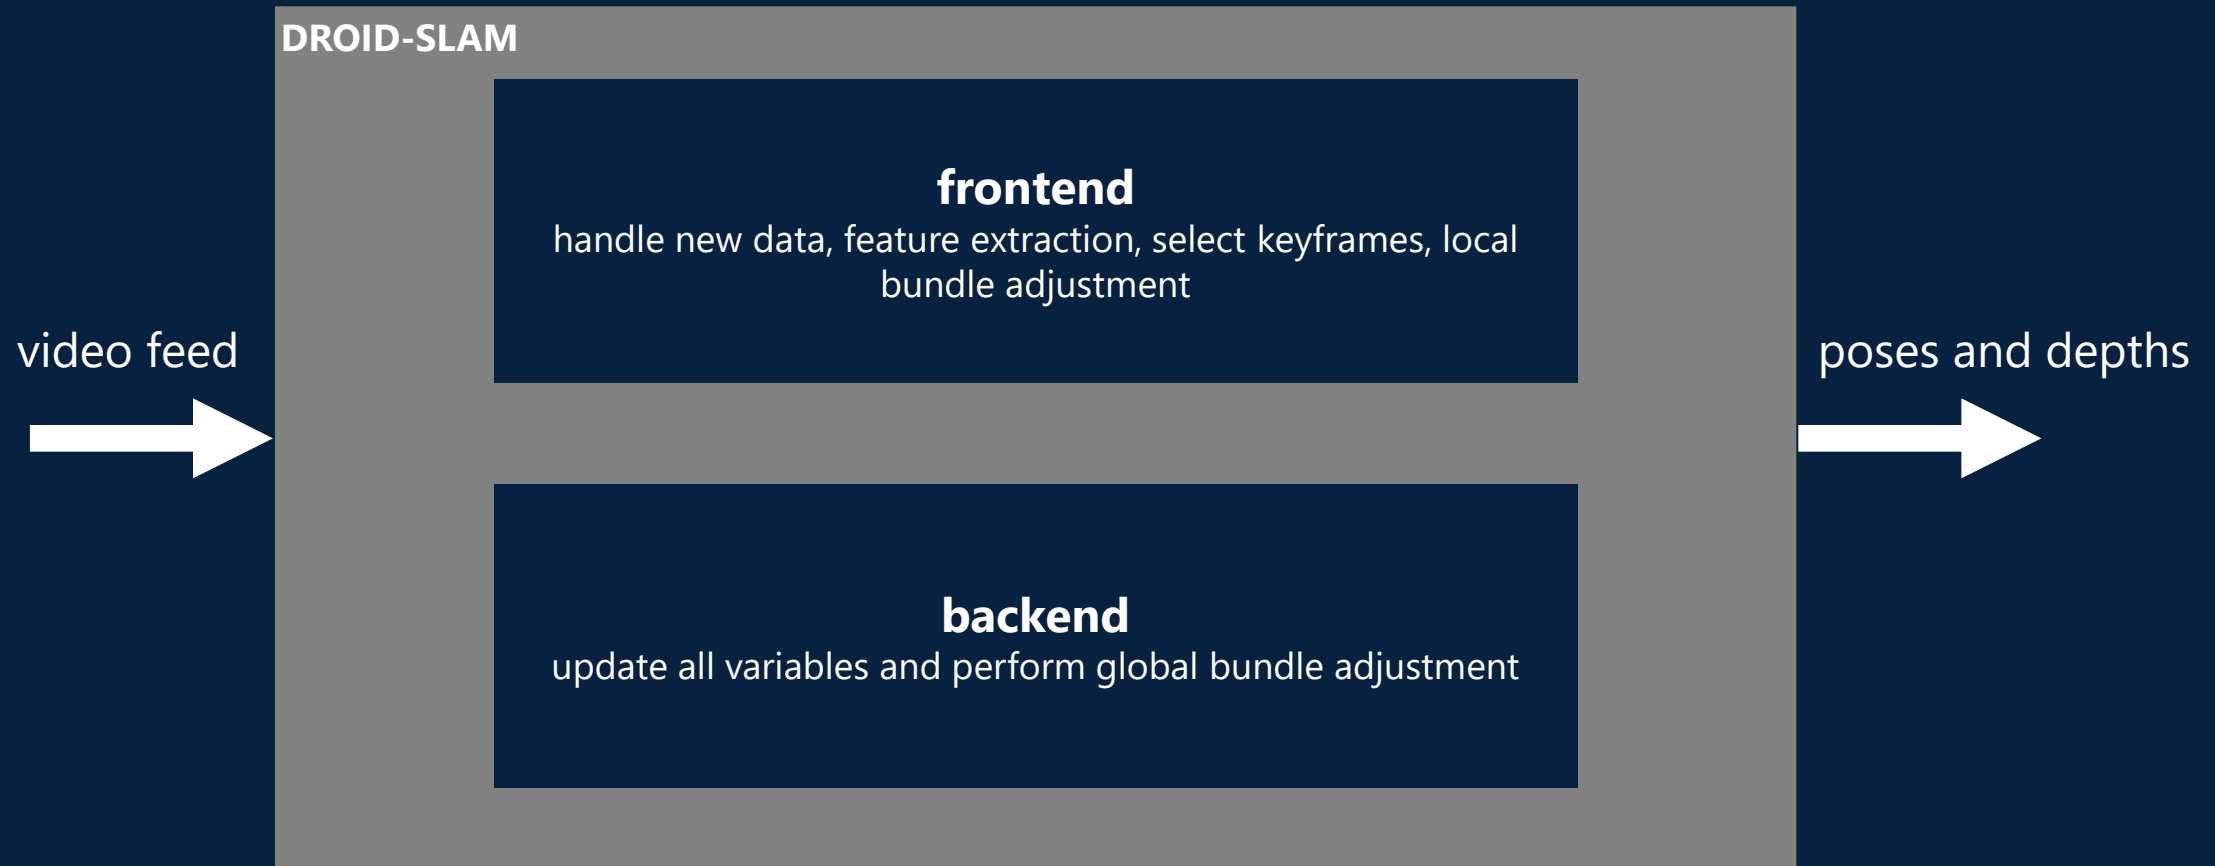 DROID-SLAM
frontend
handle new data, feature extraction, select keyframes, local
bundle adjustment
video feed
poses and depths
backend
update all variables and perform global bundle adjustment